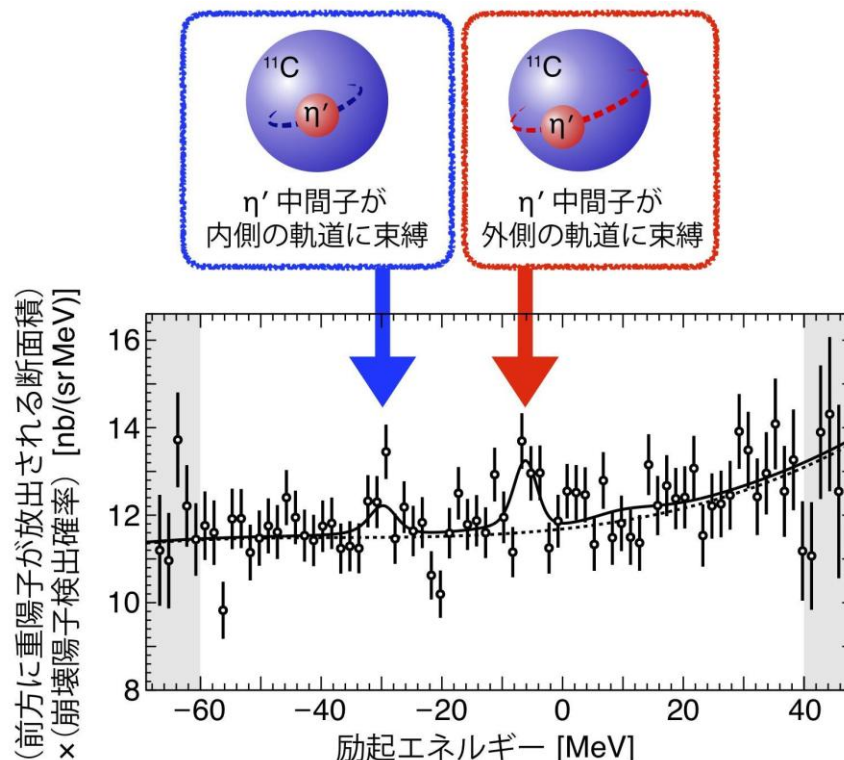 ¹¹C
η′
η′ 中間子が
内側の軌道に束縛
¹¹C
η′
η′ 中間子が
外側の軌道に束縛
(前方に重陽子が放出される断面積)
×(崩壊陽子検出確率) [nb/(sr MeV)]
16
14
12
10
8
−60 −40 −20 0 20 40
励起エネルギー [MeV]